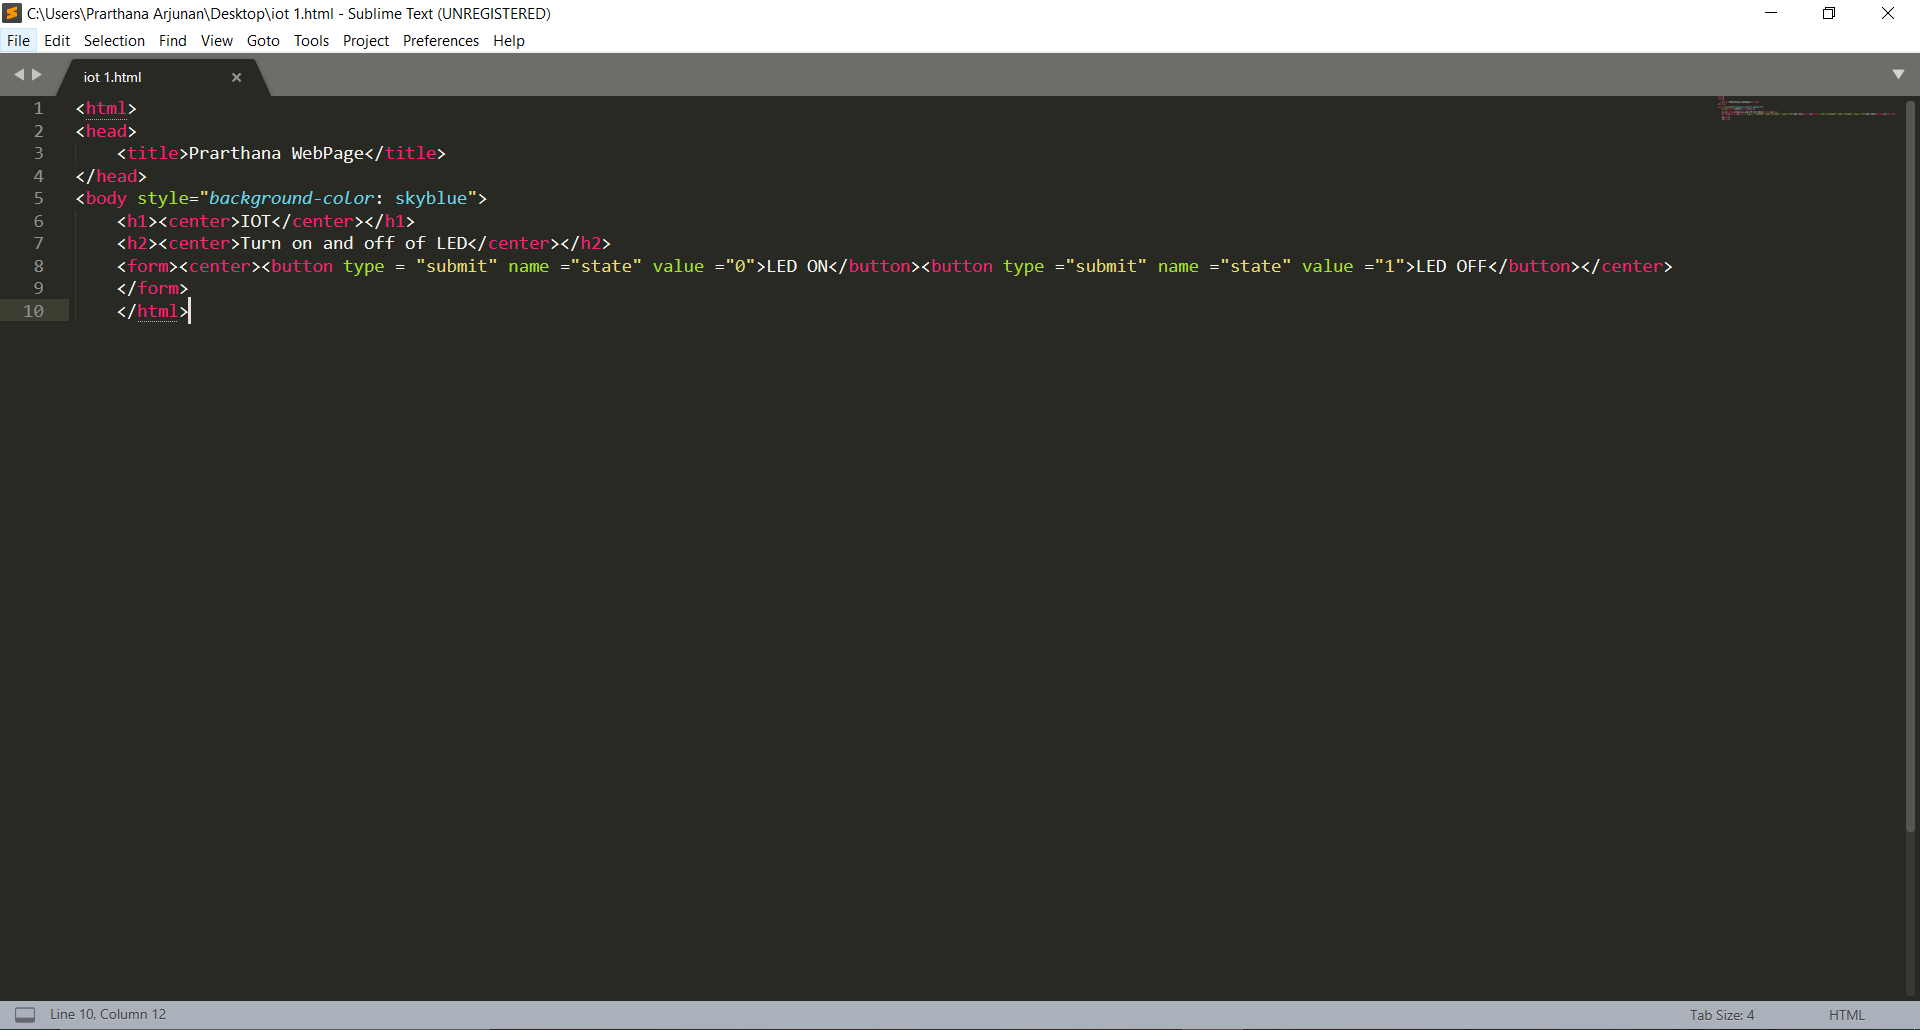 C:\Users\Prarthana Arjunan\Desktop\iot 1.html - Sublime Text (UNREGISTERED)
File Edit Selection Find View Goto Tools Project Preferences Help
iot 1.html
1 <html>
2 <head>
3     <title>Prarthana WebPage</title>
4 </head>
5 <body style="background-color: skyblue">
6     <h1><center>IOT</center></h1>
7     <h2><center>Turn on and off of LED</center></h2>
8     <form><center><button type = "submit" name ="state" value ="0">LED ON</button><button type ="submit" name ="state" value ="1">LED OFF</button></center>
9     </form>
10     </html>
Line 10, Column 12
Tab Size: 4
HTML